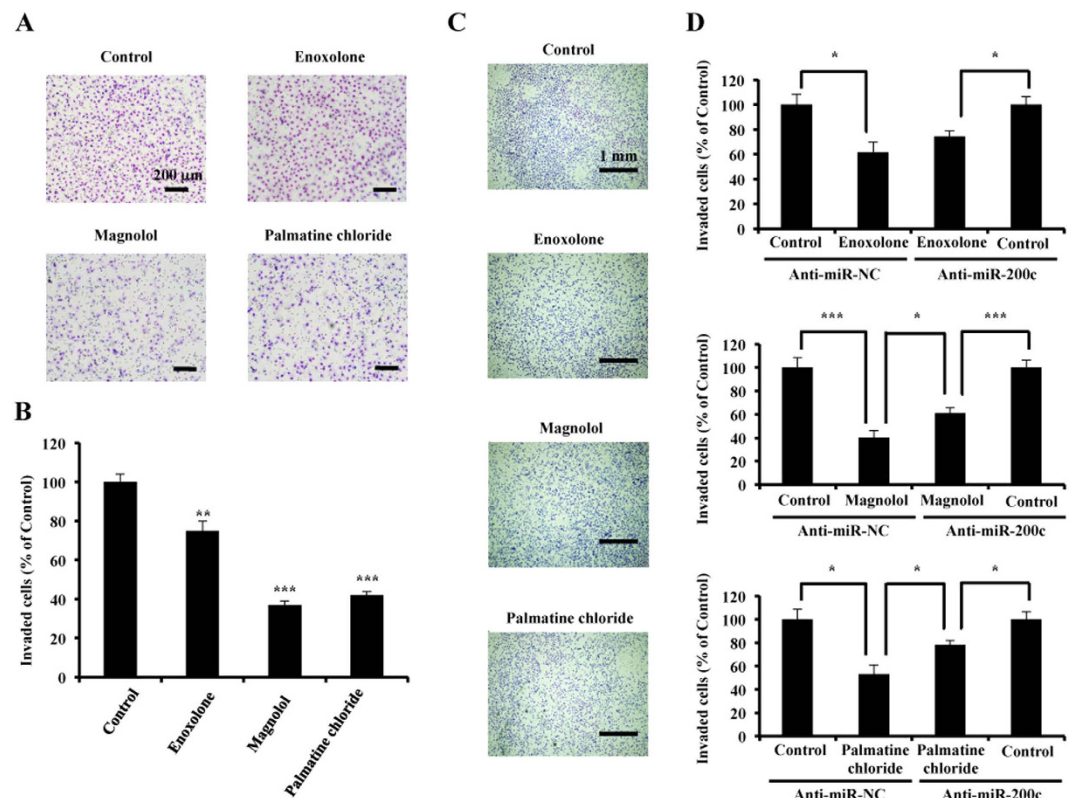 A
Control
Enoxolone
200 μm
Magnolol
Palmatine chloride
B
Invaded cells (% of Control)
120
100
80
60
40
20
0
**
***
***
Control
Enoxolone
Magnolol
Palmatine chloride
C
Control
1 mm
Enoxolone
Magnolol
Palmatine chloride
D
Invaded cells (% of Control)
120
100
80
60
40
20
0
*
*
Control
Enoxolone
Enoxolone
Control
Anti-miR-NC
Anti-miR-200c
Invaded cells (% of Control)
120
100
80
60
40
20
0
***
*
***
Control
Magnolol
Magnolol
Control
Anti-miR-NC
Anti-miR-200c
Invaded cells (% of Control)
120
100
80
60
40
20
0
*
*
*
Control
Palmatine
chloride
Palmatine
chloride
Control
Anti-miR-NC
Anti-miR-200c